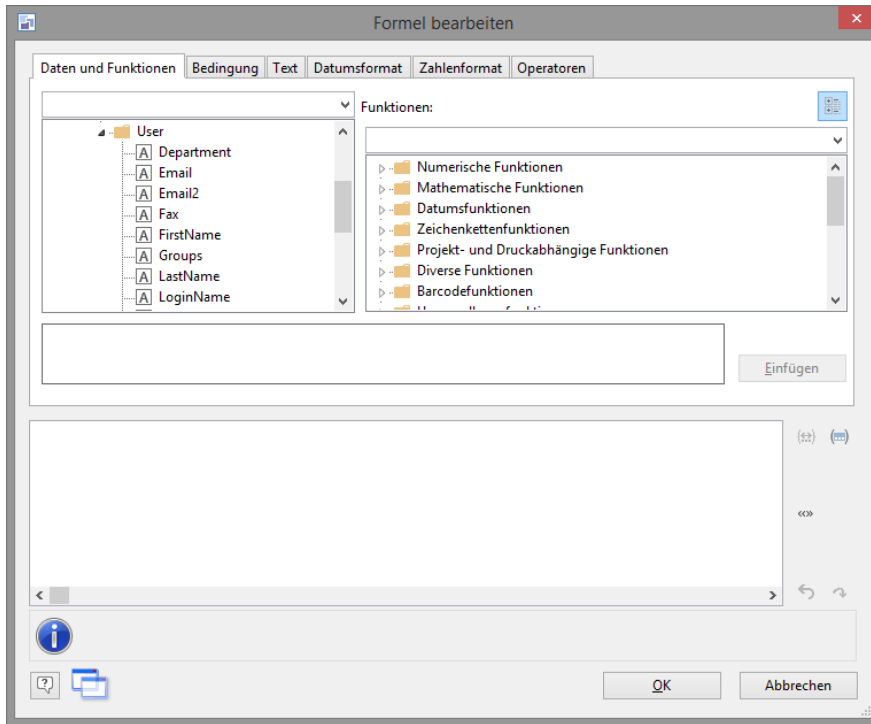 Formel bearbeiten
Daten und Funktionen Bedingung Text Datumsformat Zahlenformat Operatoren
Funktionen:
User
Department
Email
Email2
Fax
FirstName
Groups
LastName
LoginName
Numerische Funktionen
Mathematische Funktionen
Datumsfunktionen
Zeichenkettenfunktionen
Projekt- und Druckabhängige Funktionen
Diverse Funktionen
Barcodefunktionen
Einfügen
OK Abbrechen